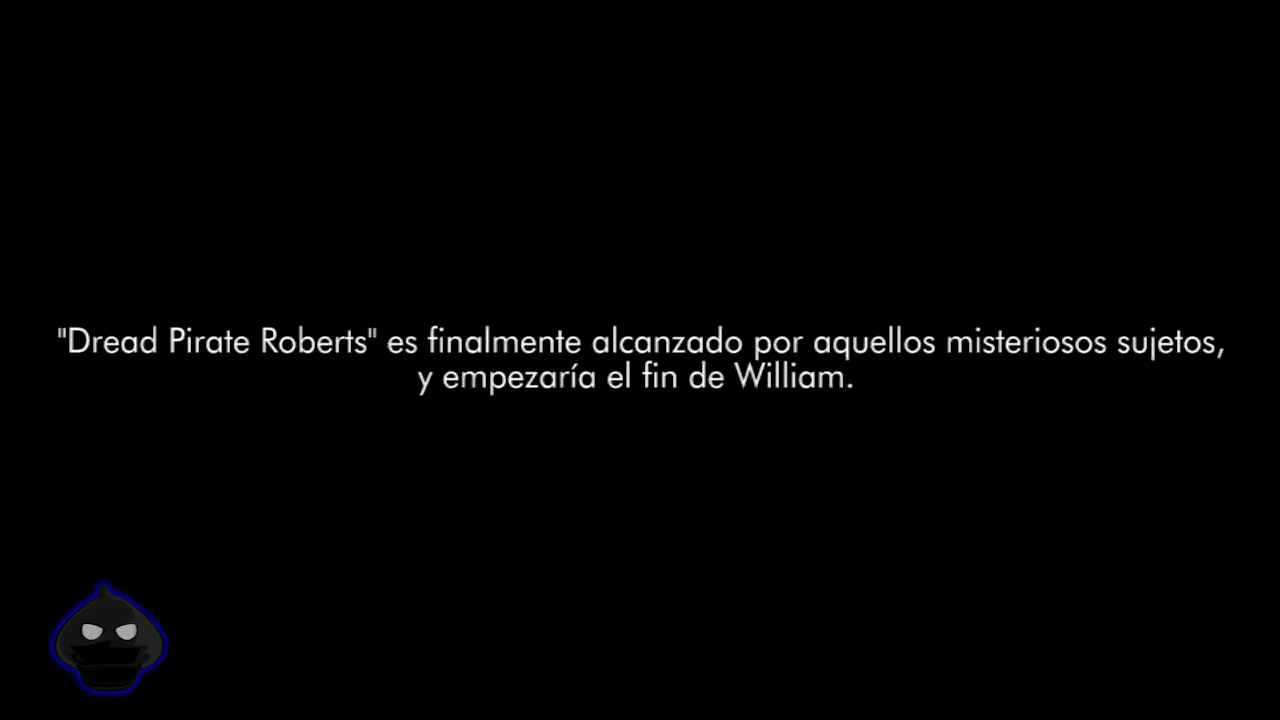 "Dread Pirate Roberts" es finalmente alcanzado por aquellos misteriosos sujetos,
y empezaría el fin de William.